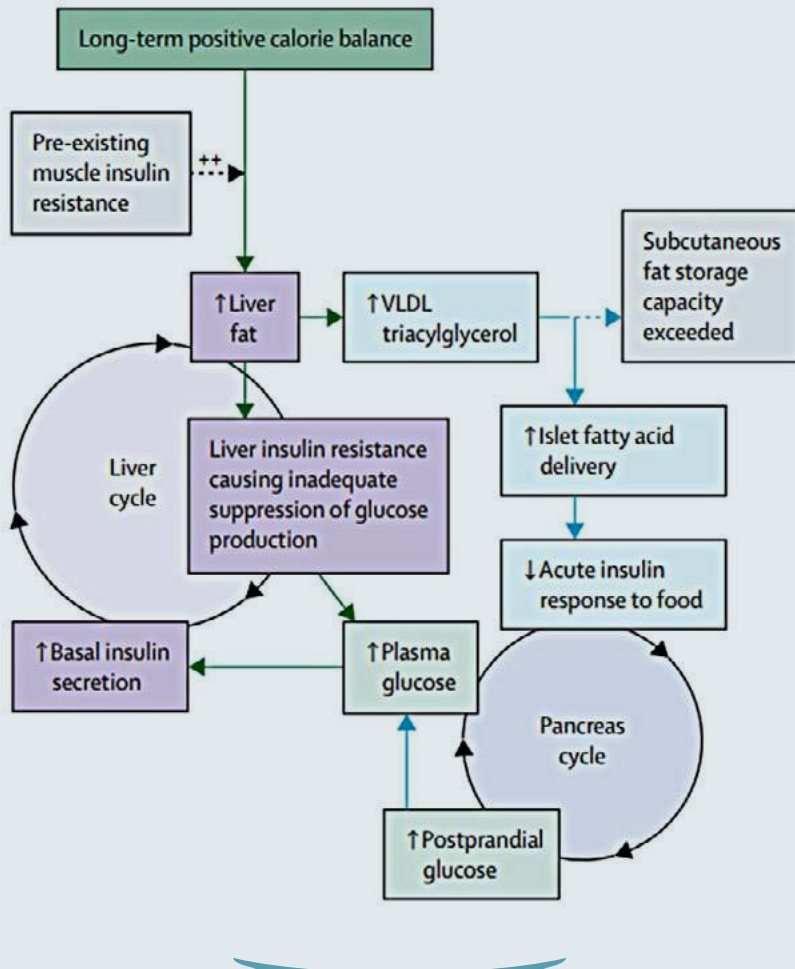 Long-term positive calorie balance
Pre-existing
muscle insulin
resistance
++
↑Liver
fat
↑VLDL
triacylglycerol
Subcutaneous
fat storage
capacity
exceeded
Liver
cycle
Liver insulin resistance
causing inadequate
suppression of glucose
production
↑Islet fatty acid
delivery
↓Acute insulin
response to food
↑Basal insulin
secretion
↑Plasma
glucose
Pancreas
cycle
↑Postprandial
glucose